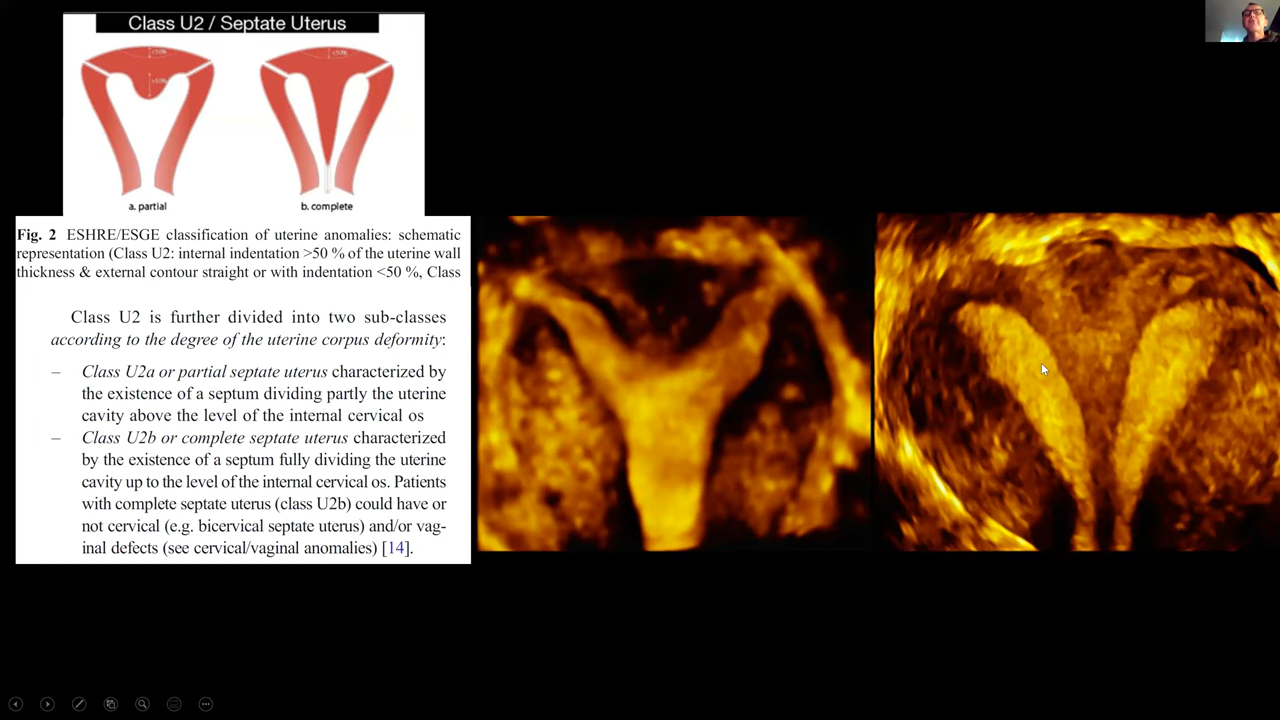 Class U2 / Septate Uterus
<50%
>50%
<50%
a. partial
b. complete
Fig. 2 ESHRE/ESGE classification of uterine anomalies: schematic
representation (Class U2: internal indentation >50 % of the uterine wall
thickness & external contour straight or with indentation <50 %, Class
Class U2 is further divided into two sub-classes
according to the degree of the uterine corpus deformity:
– Class U2a or partial septate uterus characterized by
the existence of a septum dividing partly the uterine
cavity above the level of the internal cervical os
– Class U2b or complete septate uterus characterized
by the existence of a septum fully dividing the uterine
cavity up to the level of the internal cervical os. Patients
with complete septate uterus (class U2b) could have or
not cervical (e.g. bicervical septate uterus) and/or vag-
inal defects (see cervical/vaginal anomalies) [14].